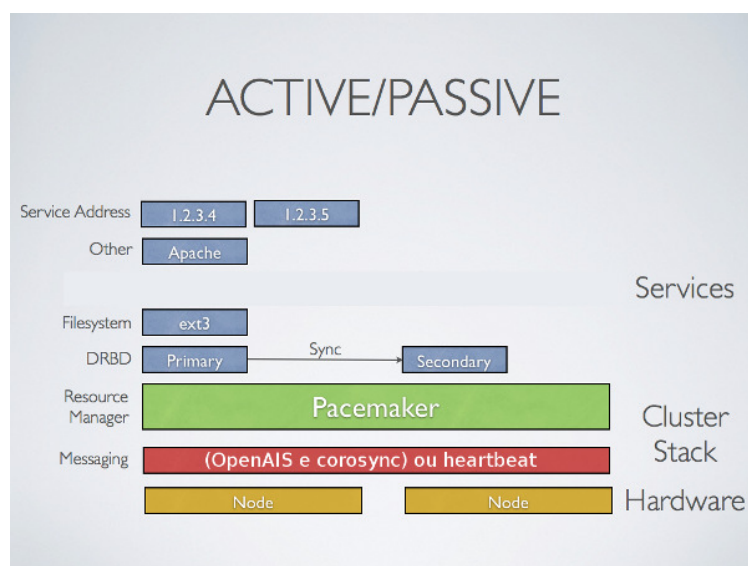 ACTIVE/PASSIVE
Service Address 1.2.3.4 1.2.3.5
Other Apache
Services
Filesystem ext3
DRBD Primary Sync Secondary
Resource
Manager
Pacemaker
Cluster
Stack
Messaging (OpenAIS e corosync) ou heartbeat
Node Node Hardware